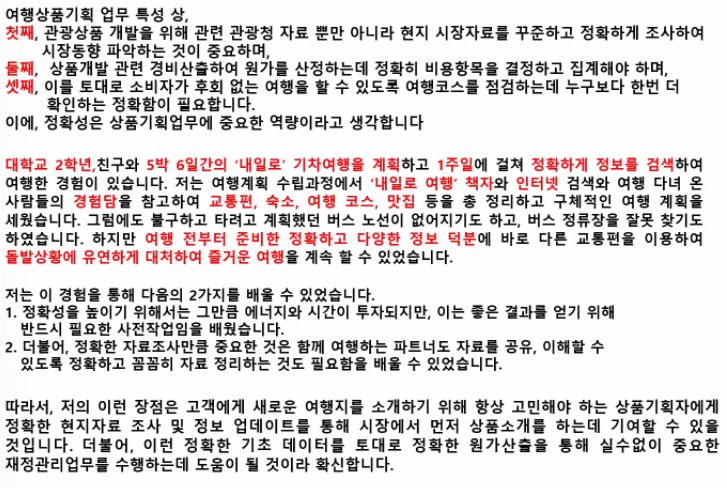 여행상품기획 업무 특성 상,
첫째, 관광상품 개발을 위해 관련 관광청 자료 뿐만 아니라 현지 시장자료를 꾸준하고 정확하게 조사하여
시장동향 파악하는 것이 중요하며,
둘째, 상품개발 관련 경비산출하여 원가를 산정하는데 정확히 비용항목을 결정하고 집계해야 하며,
셋째, 이를 토대로 소비자가 후회 없는 여행을 할 수 있도록 여행코스를 점검하는데 누구보다 한번 더
확인하는 정확함이 필요합니다.
이에, 정확성은 상품기획업무에 중요한 역량이라고 생각합니다
대학교 2학년,친구와 5박 6일간의 '내일로' 기차여행을 계획하고 1주일에 걸쳐 정확하게 정보를 검색하여
여행한 경험이 있습니다. 저는 여행계획 수립과정에서 '내일로 여행' 책자와 인터넷 검색와 여행 다녀 온
사람들의 경험담을 참고하여 교통편, 숙소, 여행 코스, 맛집 등을 총 정리하고 구체적인 여행 계획을
세웠습니다. 그럼에도 불구하고 타려고 계획했던 버스 노선이 없어지기도 하고, 버스 정류장을 잘못 찾기도
하였습니다. 하지만 여행 전부터 준비한 정확하고 다양한 정보 덕분에 바로 다른 교통편을 이용하여
돌발상황에 유연하게 대처하여 즐거운 여행을 계속 할 수 있었습니다.
저는 이 경험을 통해 다음의 2가지를 배울 수 있었습니다.
1. 정확성을 높이기 위해서는 그만큼 에너지와 시간이 투자되지만, 이는 좋은 결과를 얻기 위해
반드시 필요한 사전작업임을 배웠습니다.
2. 더불어, 정확한 자료조사만큼 중요한 것은 함께 여행하는 파트너도 자료를 공유, 이해할 수
있도록 정확하고 꼼꼼히 자료 정리하는 것도 필요함을 배울 수 있었습니다.
따라서, 저의 이런 장점은 고객에게 새로운 여행지를 소개하기 위해 항상 고민해야 하는 상품기획자에게
정확한 현지자료 조사 및 정보 업데이트를 통해 시장에서 먼저 상품소개를 하는데 기여할 수 있을
것입니다. 더불어, 이런 정확한 기초 데이터를 토대로 정확한 원가산출을 통해 실수없이 중요한
재정관리업무를 수행하는데 도움이 될 것이라 확신합니다.